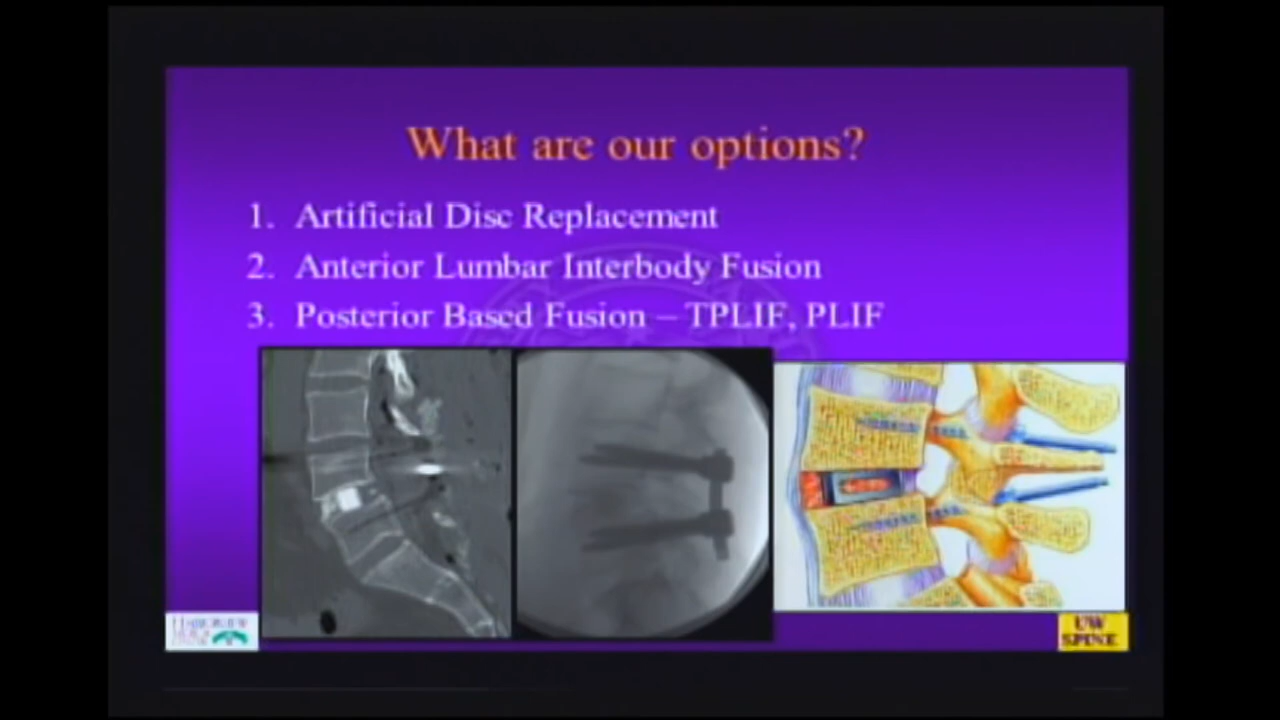 What are our options?
1. Artificial Disc Replacement
2. Anterior Lumbar Interbody Fusion
3. Posterior Based Fusion – TPLIF, PLIF
UW
SPINE